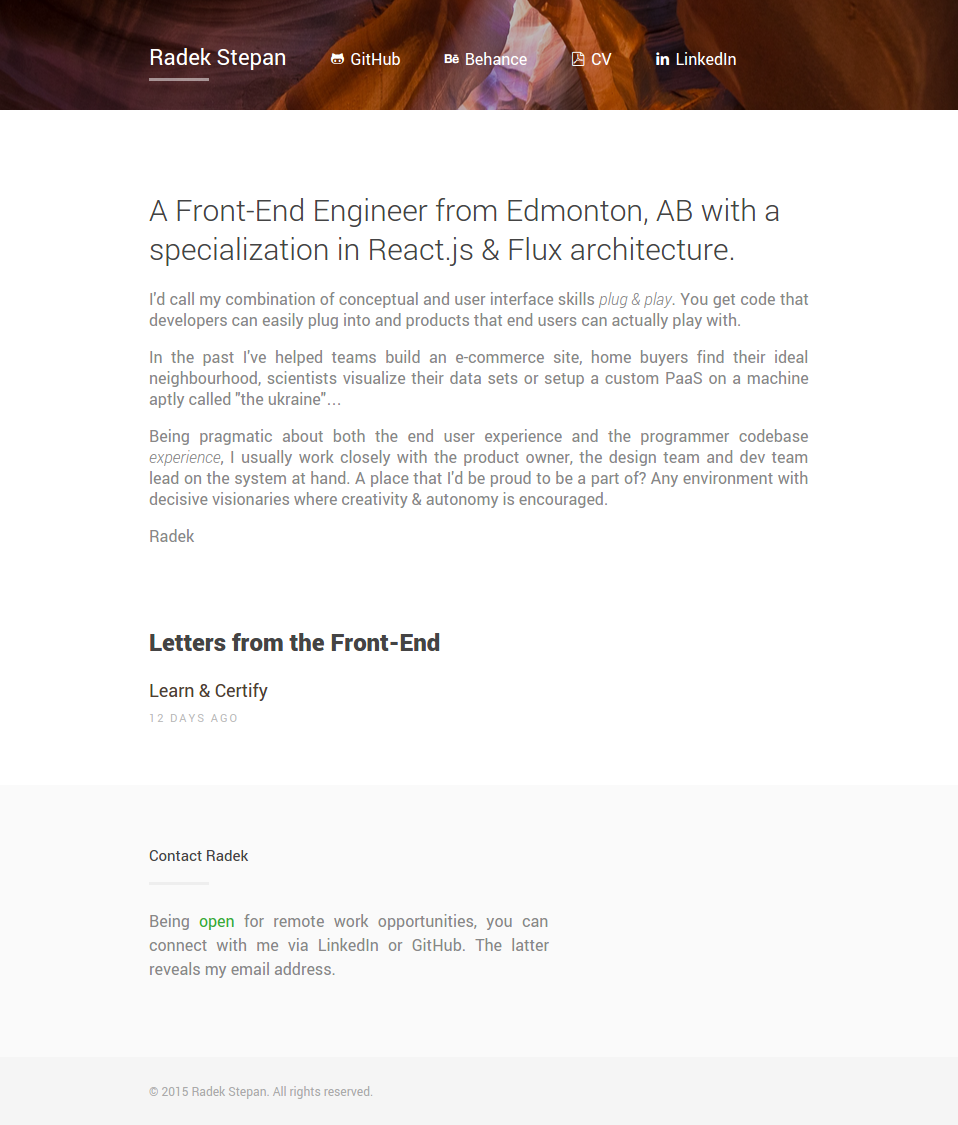 Radek Stepan GitHub Behance CV LinkedIn
A Front-End Engineer from Edmonton, AB with a
specialization in React.js & Flux architecture.
I'd call my combination of conceptual and user interface skills plug & play. You get code that
developers can easily plug into and products that end users can actually play with.
In the past I've helped teams build an e-commerce site, home buyers find their ideal
neighbourhood, scientists visualize their data sets or setup a custom PaaS on a machine
aptly called "the ukraine"…
Being pragmatic about both the end user experience and the programmer codebase
experience, I usually work closely with the product owner, the design team and dev team
lead on the system at hand. A place that I'd be proud to be a part of? Any environment with
decisive visionaries where creativity & autonomy is encouraged.
Radek
Letters from the Front-End
Learn & Certify
12 DAYS AGO
Contact Radek
Being open for remote work opportunities, you can
connect with me via LinkedIn or GitHub. The latter
reveals my email address.
© 2015 Radek Stepan. All rights reserved.